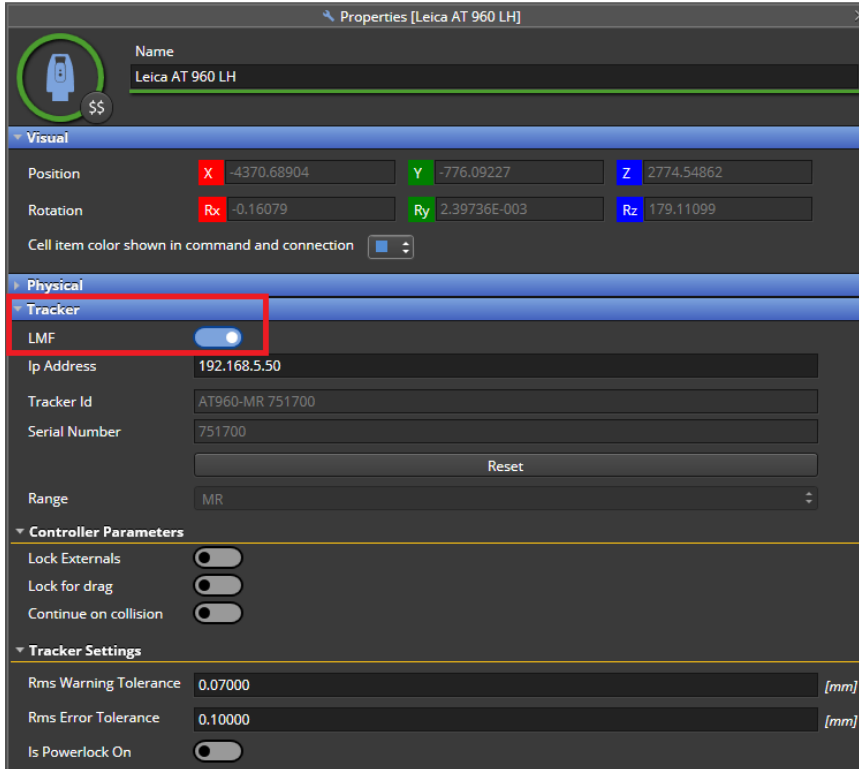 Properties [Leica AT 960 LH]
Name
Leica AT 960 LH
$$
Visual
Position X -4370.68904 Y -776.09227 Z 2774.54862
Rotation Rx -0.16079 Ry 2.39736E-003 Rz 179.11099
Cell item color shown in command and connection
Physical
Tracker
LMF
Ip Address 192.168.5.50
Tracker Id AT960-MR 751700
Serial Number 751700
Reset
Range MR
Controller Parameters
Lock Externals
Lock for drag
Continue on collision
Tracker Settings
Rms Warning Tolerance 0.07000 [mm]
Rms Error Tolerance 0.10000 [mm]
Is Powerlock On